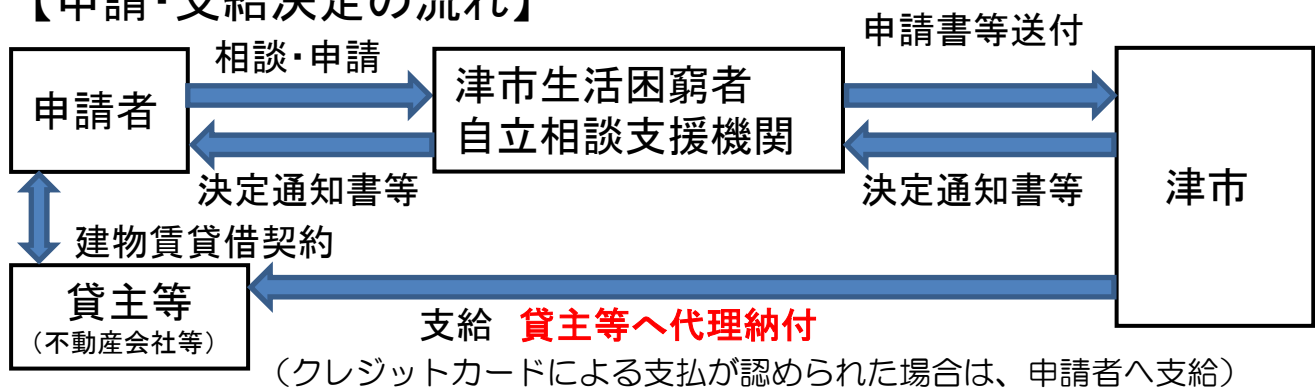 【申請・支給決定の流れ】
申請者
相談・申請
決定通知書等
津市生活困窮者
自立相談支援機関
申請書等送付
決定通知書等
津市
建物賃貸借契約
貸主等
（不動産会社等）
支給 貸主等へ代理納付
（クレジットカードによる支払が認められた場合は、申請者へ支給）